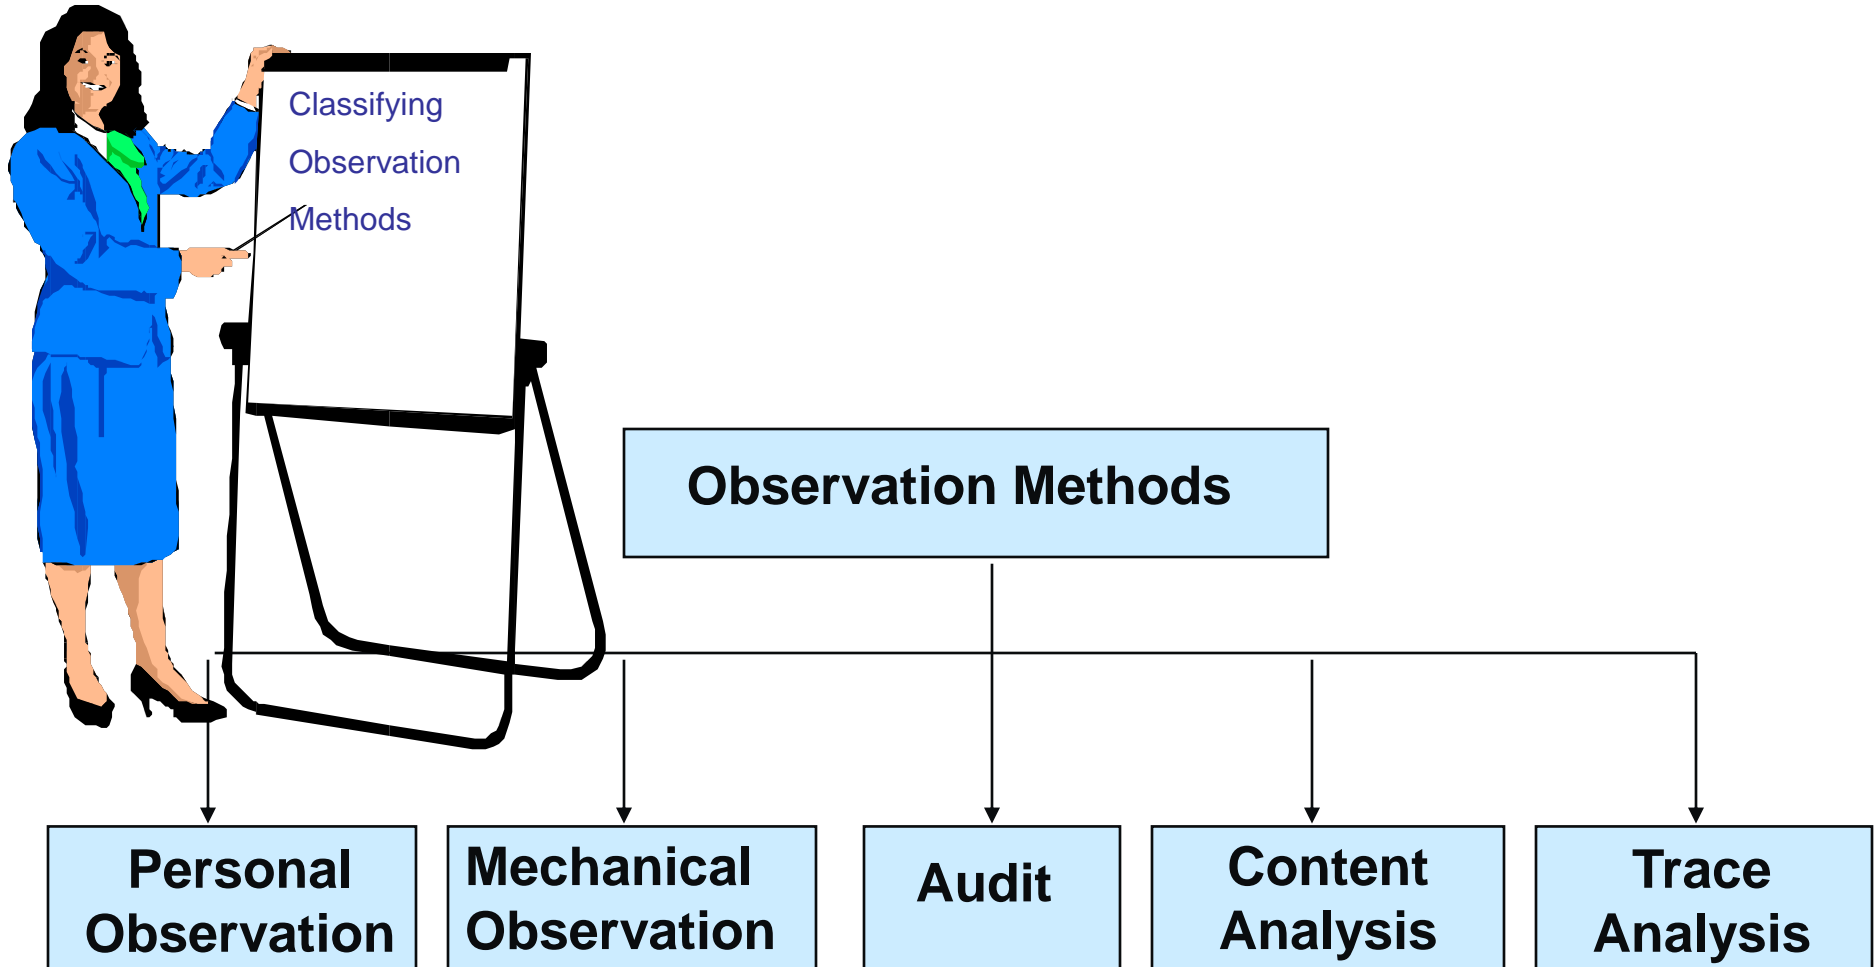 Classifying
Observation
Methods
Observation Methods
Personal
Observation
Mechanical
Observation
Audit
Content
Analysis
Trace
Analysis